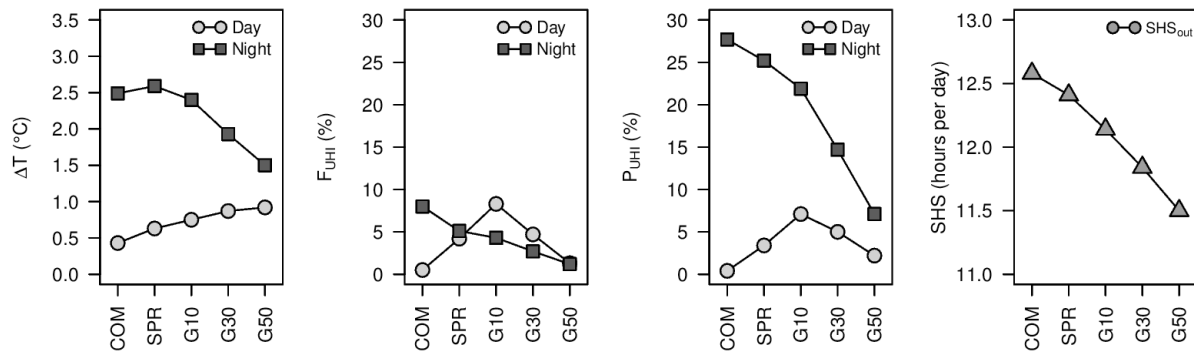 ΔT (°C)
3.5
3.0
2.5
2.0
1.5
1.0
0.5
0.0
Day
Night
COM
SPR
G10
G30
G50
F_UHI (%)
30
25
20
15
10
5
0
Day
Night
COM
SPR
G10
G30
G50
P_UHI (%)
30
25
20
15
10
5
0
Day
Night
COM
SPR
G10
G30
G50
SHS (hours per day)
13.0
12.5
12.0
11.5
11.0
SHS_out
COM
SPR
G10
G30
G50